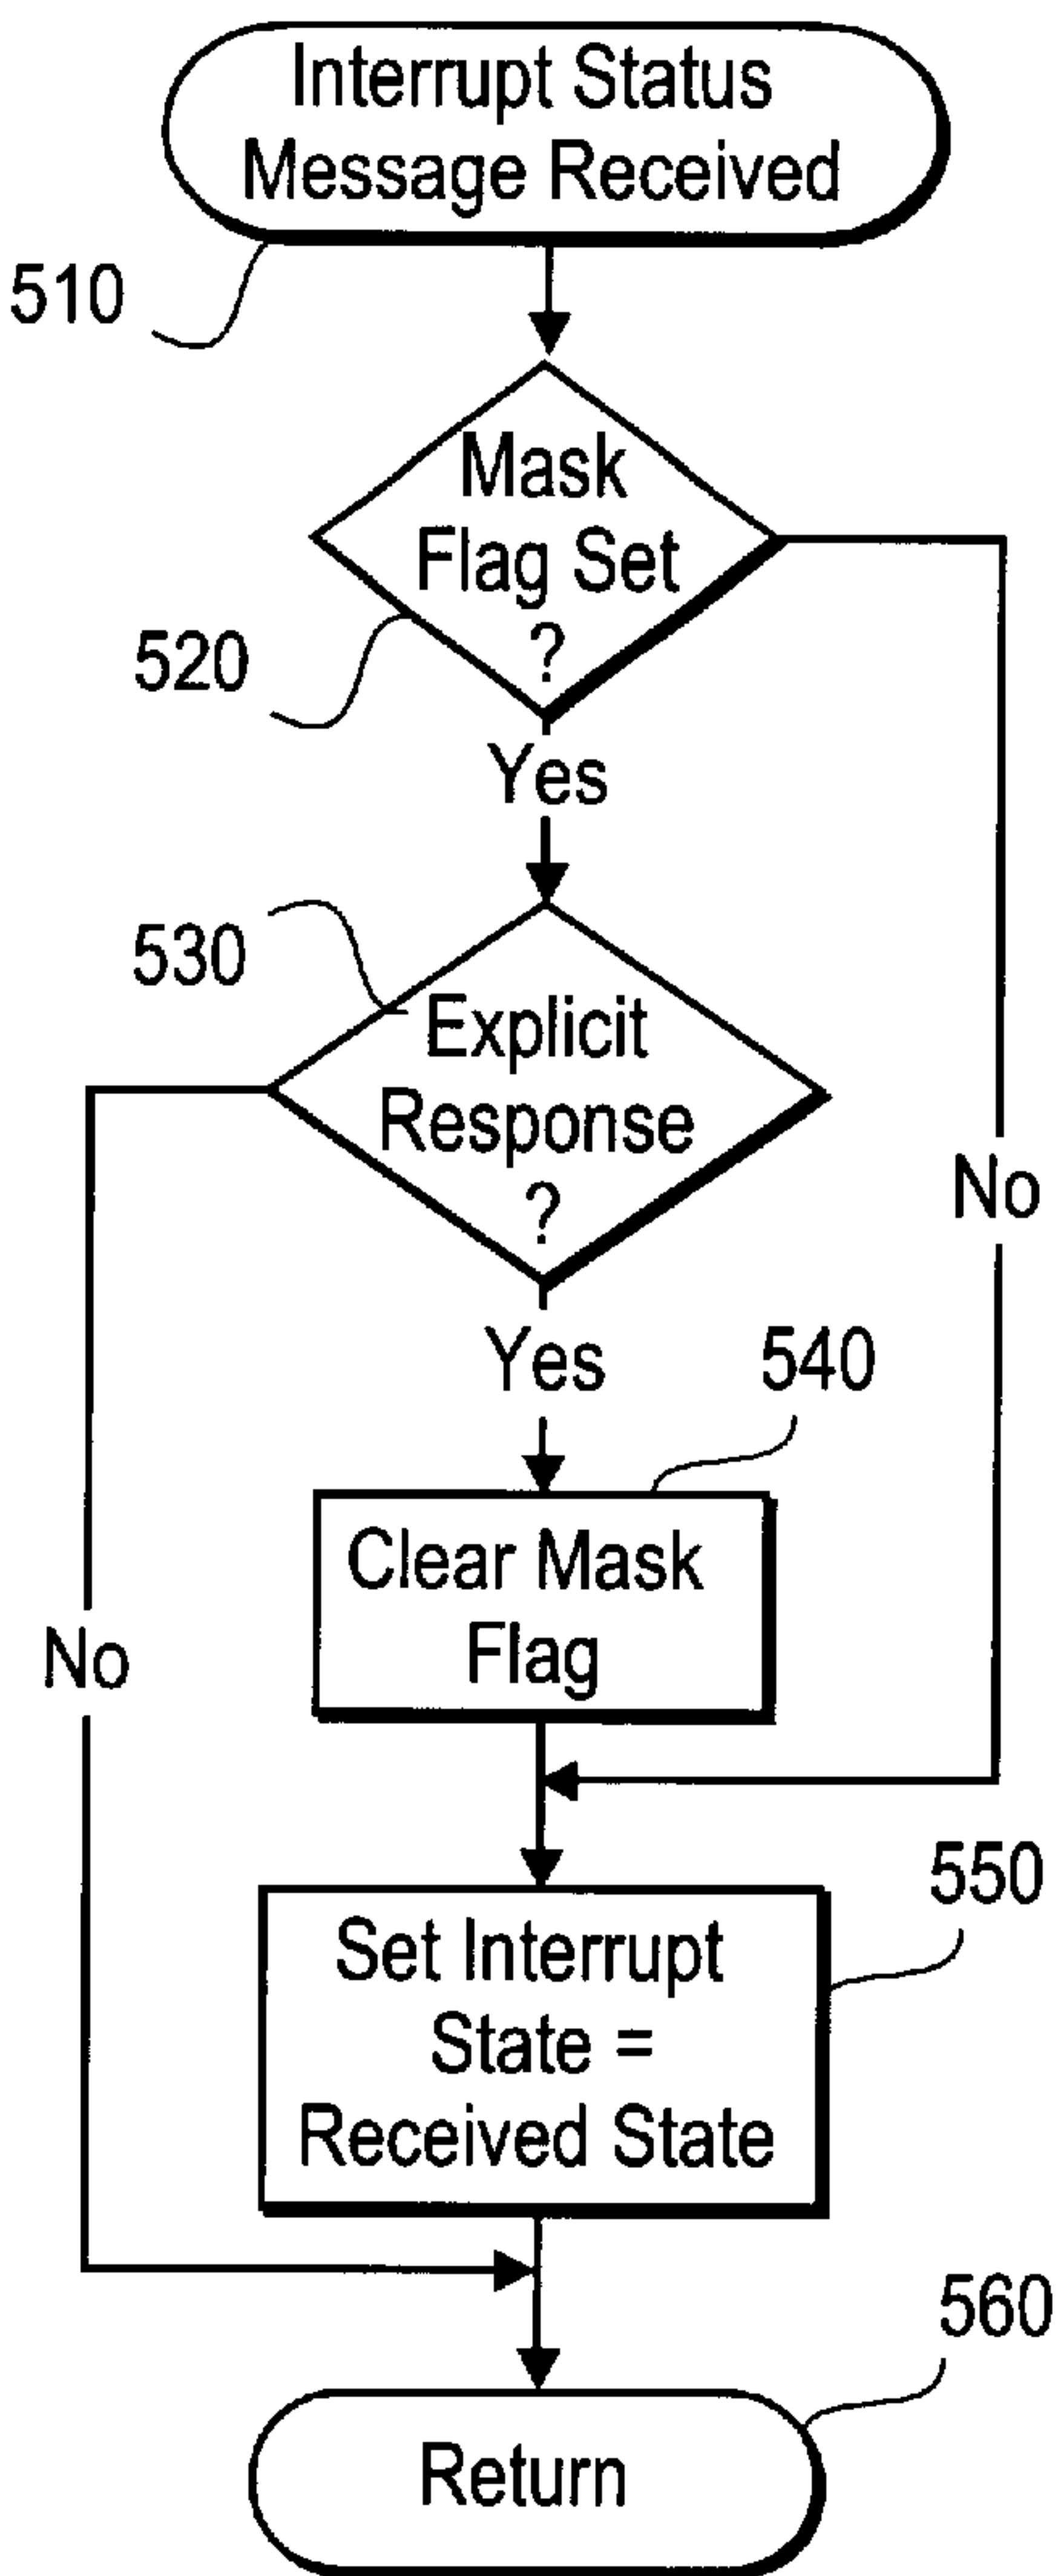 Interrupt Status
Message Received
510
Mask
Flag Set
?
520
Yes
530
Explicit
Response
?
No
Yes
540
Clear Mask
Flag
No
550
Set Interrupt
State =
Received State
560
Return